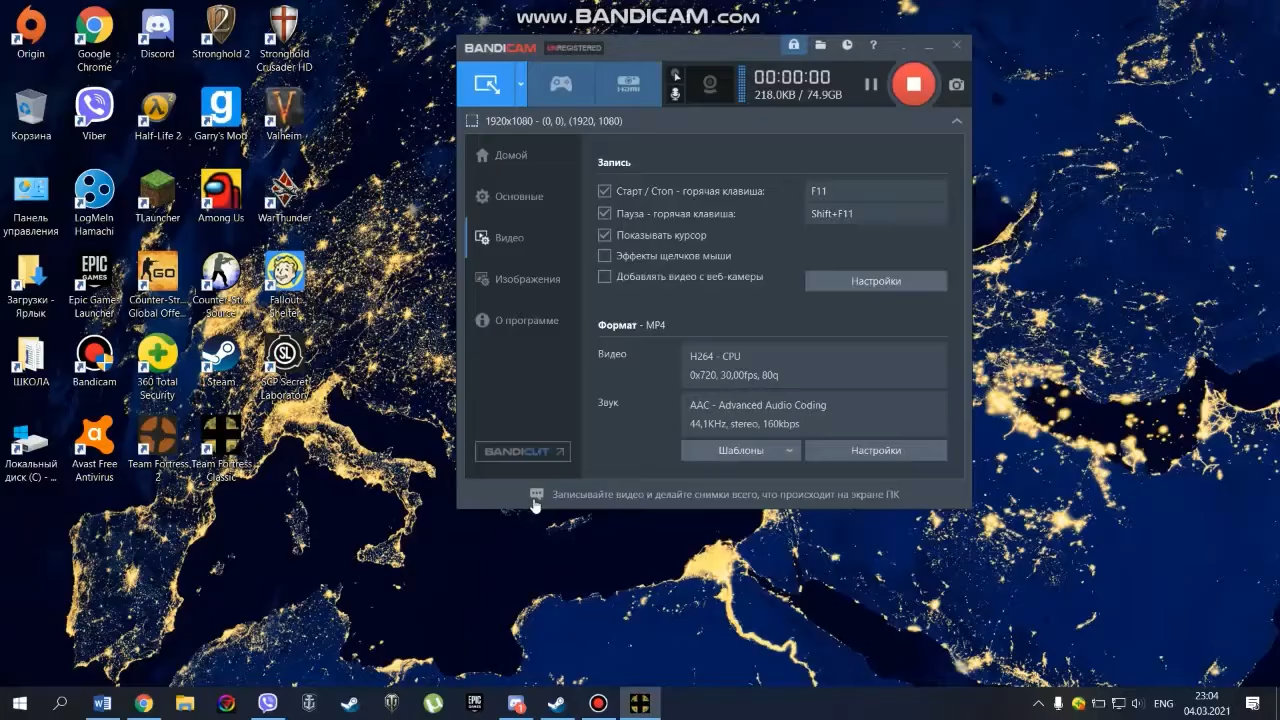 www.BANDICAM.com
Origin
Google Chrome
Discord
Stronghold 2
Stronghold Crusader HD
Корзина
Viber
Half-Life 2
Garry's Mod
Valheim
Панель управления
LogMeIn Hamachi
TLauncher
Among Us
WarThunder
Загрузки - Ярлык
Epic Games Launcher
Counter-Str... Global Offe...
Counter-Str... Source
Fallout Shelter
ШКОЛА
Bandicam
360 Total Security
Steam
SCP Secret Laboratory
Локальный диск (C) - ...
Avast Free Antivirus
Team Fortress 2
Team Fortress Classic
BANDICAM UNREGISTERED
HDMI
00:00:00
218.0KB / 74.9GB
1920x1080 - (0, 0), (1920, 1080)
Домой
Основные
Видео
Изображения
О программе
BANDICUT
Запись
Старт / Стоп - горячая клавиша:
F11
Пауза - горячая клавиша:
Shift+F11
Показывать курсор
Эффекты щелчков мыши
Добавлять видео с веб-камеры
Настройки
Формат - MP4
Видео
H264 - CPU
0x720, 30,00fps, 80q
Звук
AAC - Advanced Audio Coding
44,1KHz, stereo, 160kbps
Шаблоны
Настройки
Записывайте видео и делайте снимки всего, что происходит на экране ПК
ENG
23:04
04.03.2021